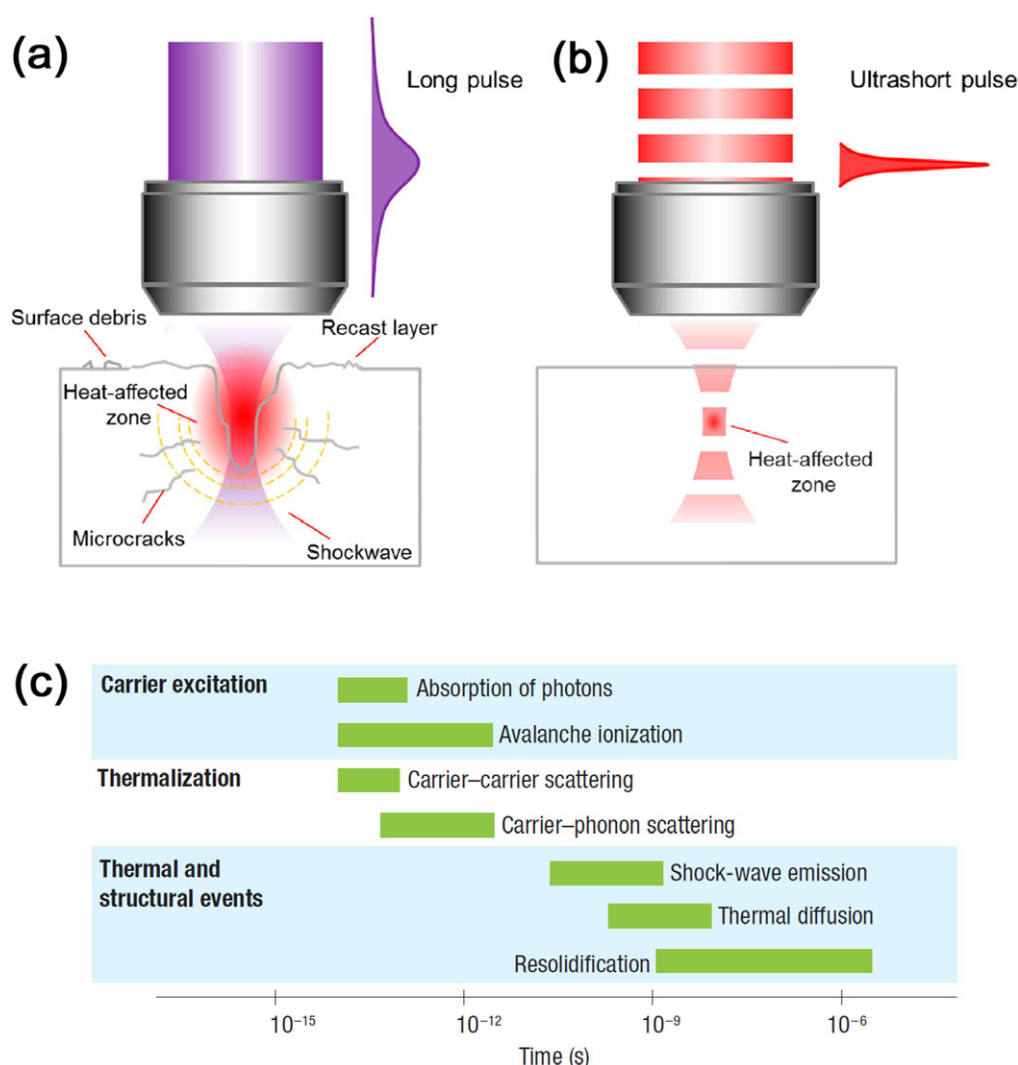 (a)
Long pulse
(b)
Ultrashort pulse
Surface debris
Recast layer
Heat-affected
zone
Microcracks
Shockwave
Heat-affected
zone
(c)
Carrier excitation
Absorption of photons
Avalanche ionization
Thermalization
Carrier–carrier scattering
Carrier–phonon scattering
Thermal and
structural events
Shock-wave emission
Thermal diffusion
Resolidification
10⁻¹⁵ 10⁻¹² 10⁻⁹ 10⁻⁶
Time (s)